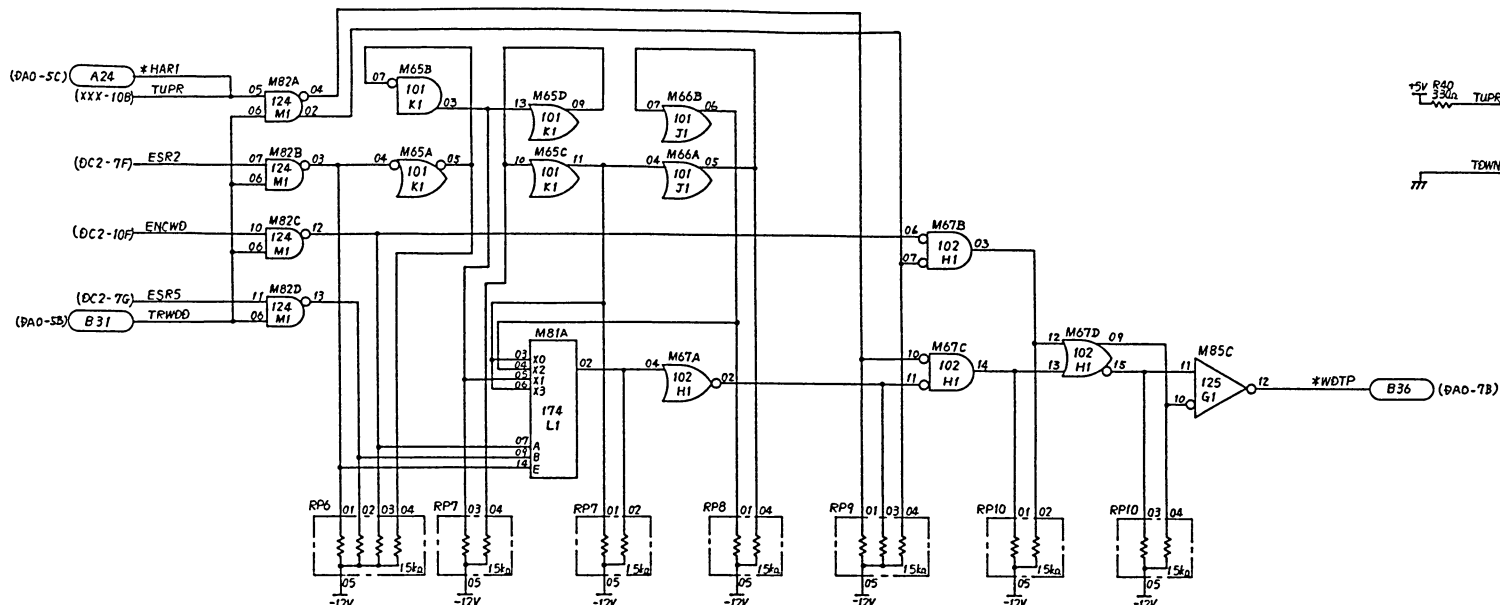 (DA0-5C) A24 *HAR1
(XXX-10B) TUPR
05 M82A 04
124
M1
02
06
(DC2-7F) ESR2 07 M82B 03
124
M1
06
(DC2-10F) ENCWD 10 M82C 12
124
M1
06
(DC2-7G) ESR5 11 M82D 13
124
M1
(DA0-5B) B31 TRWDD 06
07 M65B
101
K1
03
04 M65A 05
101
K1
13 M65D 09
101
K1
10 M65C 11
101
K1
07 M66B 06
101
J1
04 M66A 05
101
J1
M81A
03 X0
04 X2
05 X1
06 X3
02
174
L1
07 A
09 B
14 E
04 M67A 02
102
H1
06 M67B 03
102
H1
07
10 M67C 14
102
H1
11
12 M67D 09
102
H1
13 15
M85C
11
125
G1
10
12 *WDTP B36 (DA0-7B)
+5V R40 TUPR
330Ω
TDWN
RP6 01 02 03 04
15kΩ
05
-12V
RP7 03 04
15kΩ
05
-12V
RP7 01 02
15kΩ
05
-12V
RP8 01 04
15kΩ
05
-12V
RP9 01 03 04
15kΩ
05
-12V
RP10 01 02
15kΩ
05
-12V
RP10 03 04
15kΩ
05
-12V